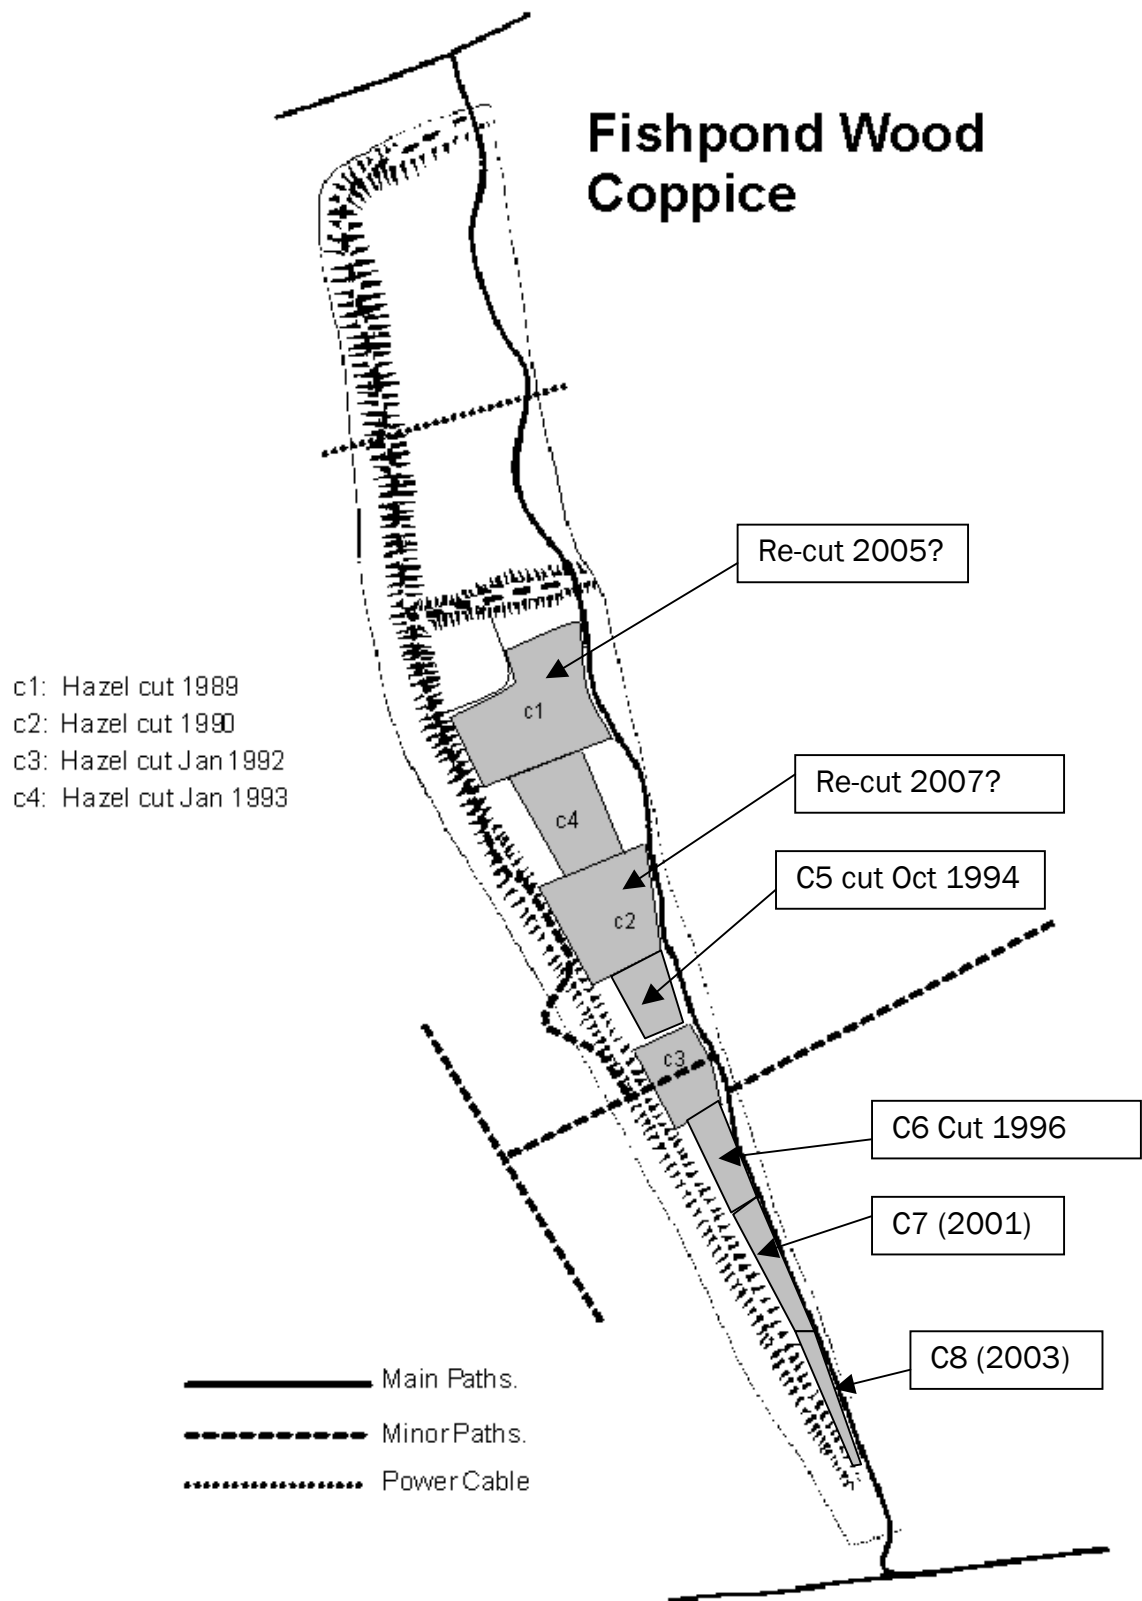 Fishpond Wood
Coppice
Re-cut 2005?
c1: Hazel cut 1989
c2: Hazel cut 1990
c3: Hazel cut Jan 1992
c4: Hazel cut Jan 1993
c1
Re-cut 2007?
c4
C5 cut Oct 1994
c2
c3
C6 Cut 1996
C7 (2001)
C8 (2003)
Main Paths.
Minor Paths.
Power Cable